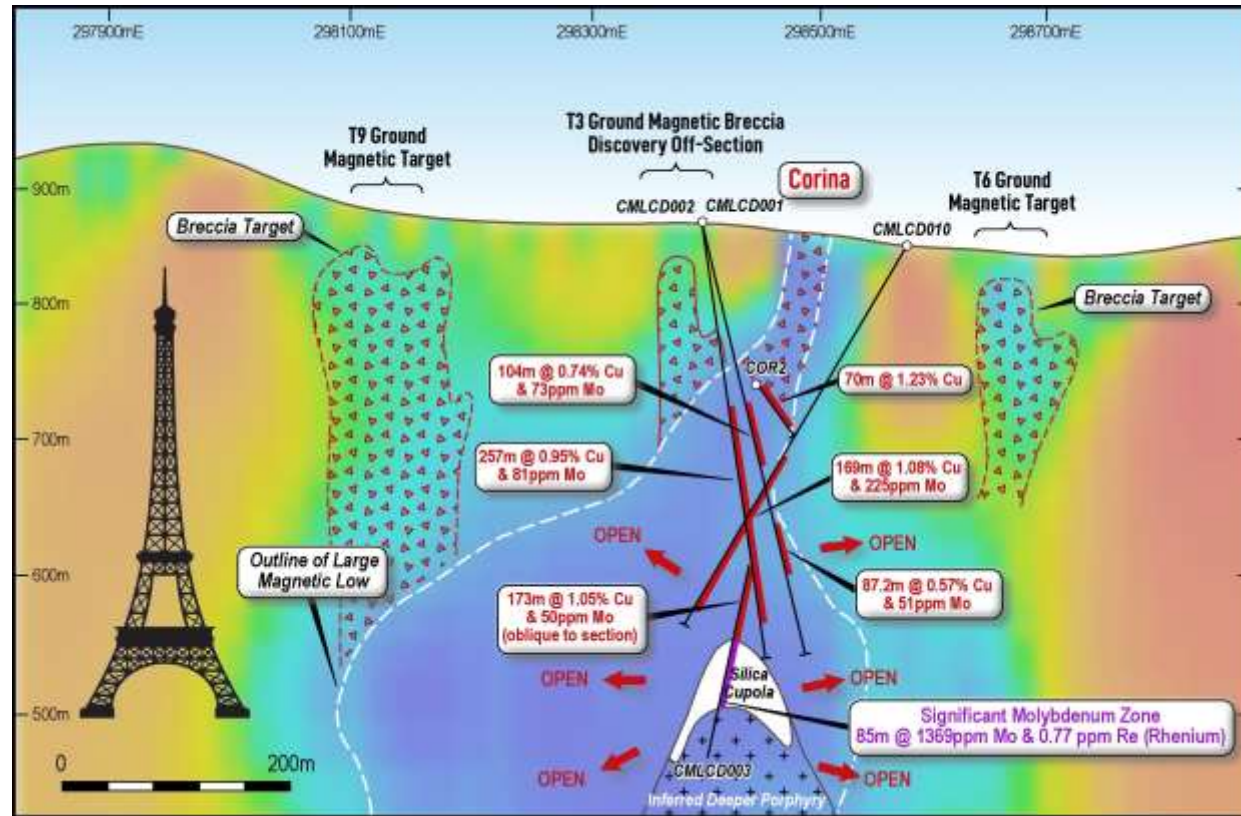 297900mE
298100mE
298300mE
298500mE
298700mE
T9 Ground
Magnetic Target
T3 Ground Magnetic Breccia
Discovery Off-Section
Corina
T6 Ground
Magnetic Target
900m
CMLCD002
CMLCD001
CMLCD010
Breccia Target
800m
Breccia Target
COR2
104m @ 0.74% Cu
& 73ppm Mo
70m @ 1.23% Cu
700m
257m @ 0.95% Cu
& 81ppm Mo
169m @ 1.08% Cu
& 225ppm Mo
OPEN
OPEN
Outline of Large
Magnetic Low
600m
173m @ 1.05% Cu
& 50ppm Mo
(oblique to section)
87.2m @ 0.57% Cu
& 51ppm Mo
OPEN
Silica
Cupola
OPEN
500m
Significant Molybdenum Zone
85m @ 1369ppm Mo & 0.77 ppm Re (Rhenium)
0
200m
CMLCD003
OPEN
OPEN
Inferred Deeper Porphyry